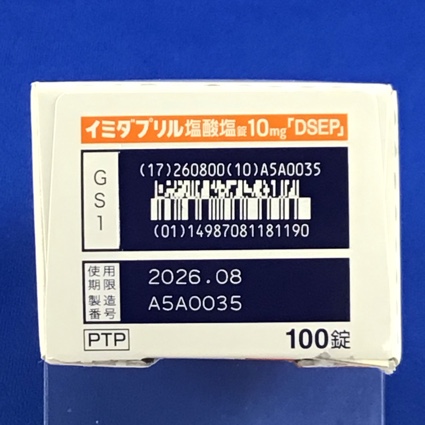 イミダプリル塩酸塩錠10mg「DSEP」
GS1
(17)260800(10)A5A0035
(01)14987081181190
使用期限 2026.08
製造番号 A5A0035
PTP 100錠